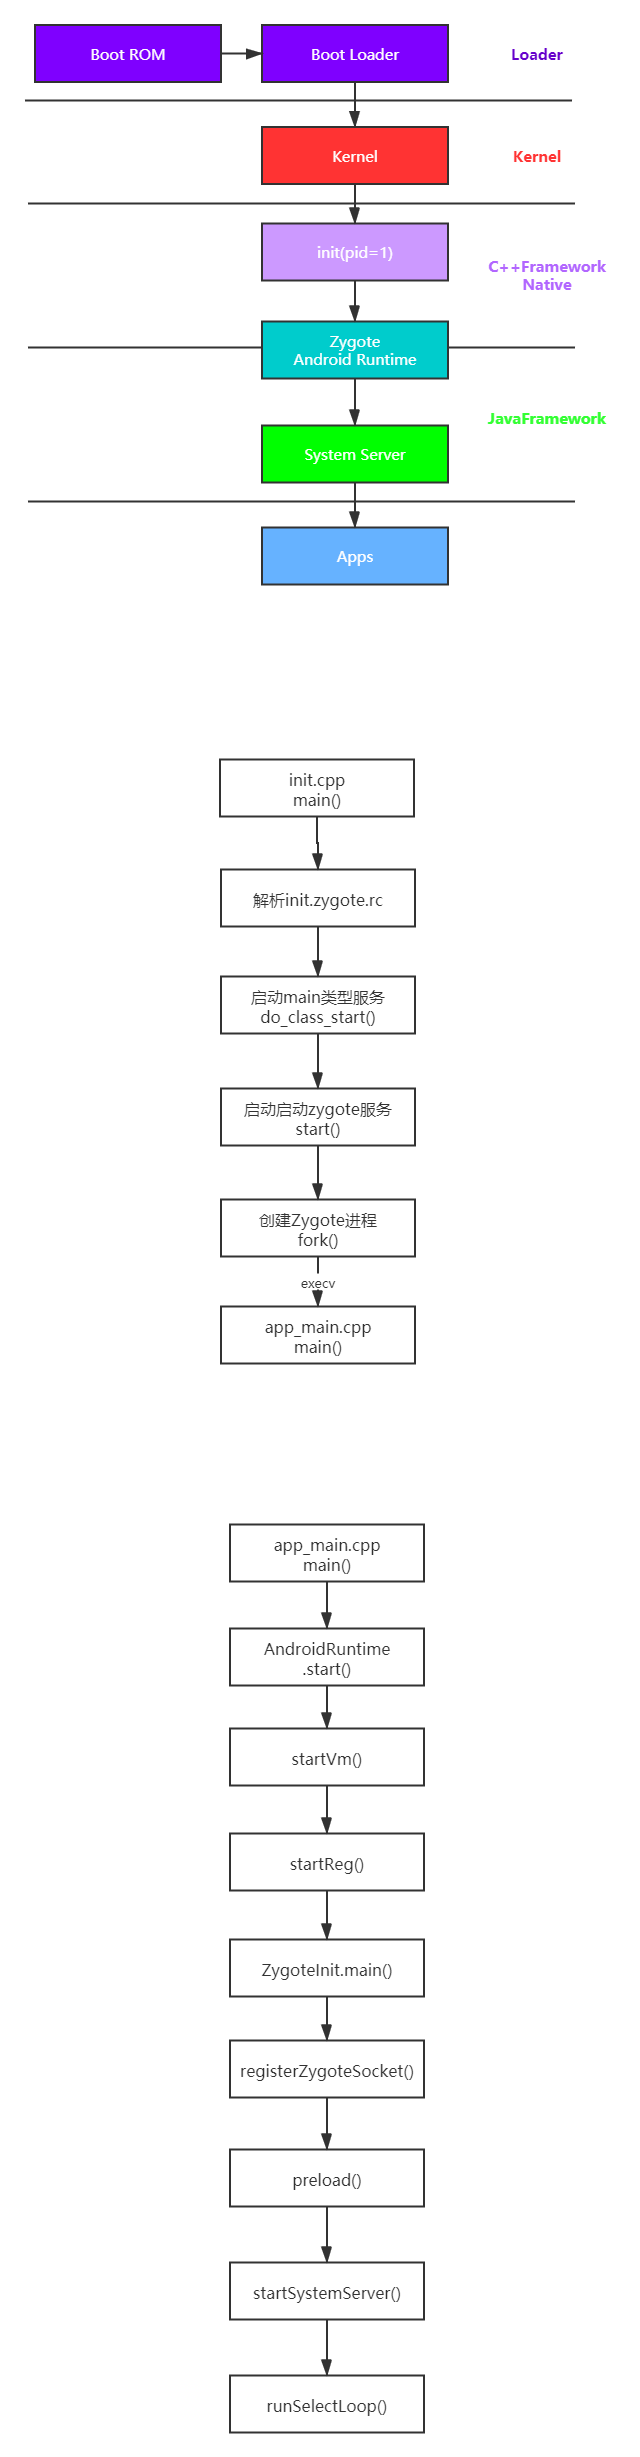 Boot ROM
Boot Loader
Loader
Kernel
Kernel
init(pid=1)
C++Framework
Native
Zygote
Android Runtime
JavaFramework
System Server
Apps
init.cpp
main()
解析init.zygote.rc
启动main类型服务
do_class_start()
启动启动zygote服务
start()
创建Zygote进程
fork()
execv
app_main.cpp
main()
app_main.cpp
main()
AndroidRuntime
.start()
startVm()
startReg()
ZygoteInit.main()
registerZygoteSocket()
preload()
startSystemServer()
runSelectLoop()